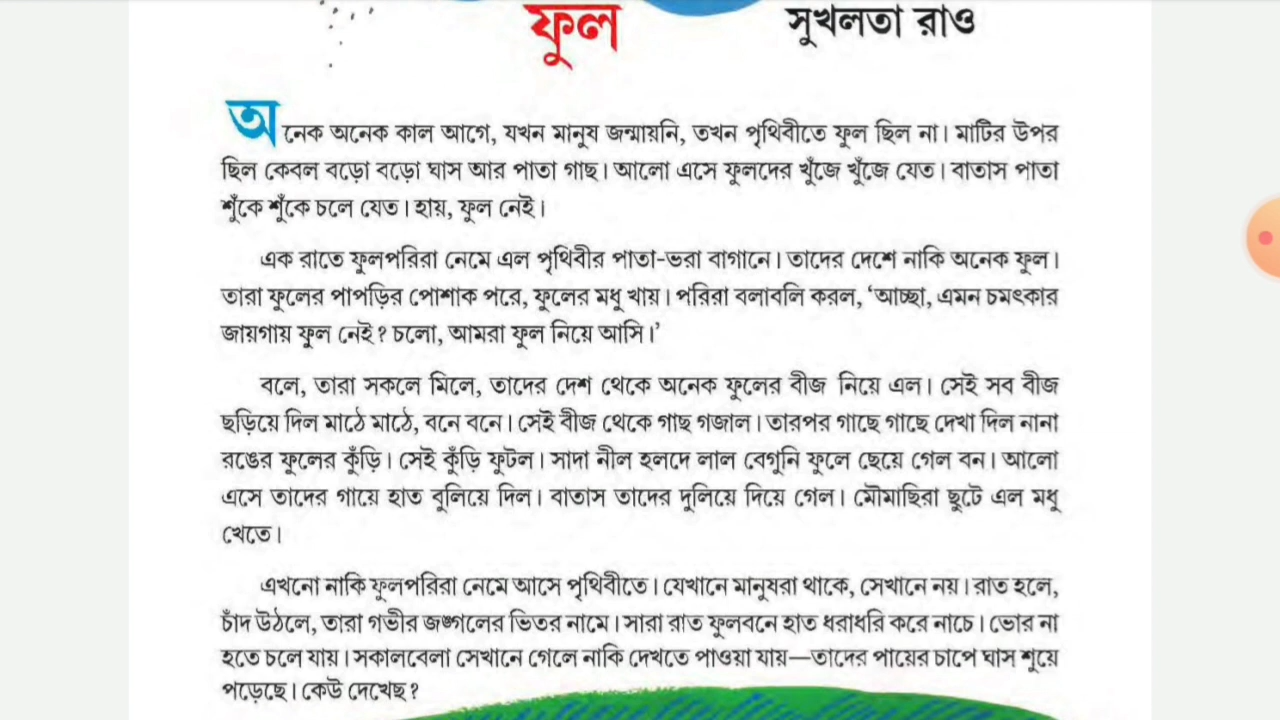 ফুল সুখলতা রাও
অনেক অনেক কাল আগে, যখন মানুষ জন্মায়নি, তখন পৃথিবীতে ফুল ছিল না। মাটির উপর
ছিল কেবল বড়ো বড়ো ঘাস আর পাতা গাছ। আলো এসে ফুলদের খুঁজে খুঁজে যেত। বাতাস পাতা
শুঁকে শুঁকে চলে যেত। হায়, ফুল নেই।
এক রাতে ফুলপরিরা নেমে এল পৃথিবীর পাতা-ভরা বাগানে। তাদের দেশে নাকি অনেক ফুল।
তারা ফুলের পাপড়ির পোশাক পরে, ফুলের মধু খায়। পরিরা বলাবলি করল, ‘আচ্ছা, এমন চমৎকার
জায়গায় ফুল নেই? চলো, আমরা ফুল নিয়ে আসি।’
বলে, তারা সকলে মিলে, তাদের দেশ থেকে অনেক ফুলের বীজ নিয়ে এল। সেই সব বীজ
ছড়িয়ে দিল মাঠে মাঠে, বনে বনে। সেই বীজ থেকে গাছ গজাল। তারপর গাছে গাছে দেখা দিল নানা
রঙের ফুলের কুঁড়ি। সেই কুঁড়ি ফুটল। সাদা নীল হলদে লাল বেগুনি ফুলে ছেয়ে গেল বন। আলো
এসে তাদের গায়ে হাত বুলিয়ে দিল। বাতাস তাদের দুলিয়ে দিয়ে গেল। মৌমাছিরা ছুটে এল মধু
খেতে।
এখনো নাকি ফুলপরিরা নেমে আসে পৃথিবীতে। যেখানে মানুষরা থাকে, সেখানে নয়। রাত হলে,
চাঁদ উঠলে, তারা গভীর জঙ্গলের ভিতর নামে। সারা রাত ফুলবনে হাত ধরাধরি করে নাচে। ভোর না
হতে চলে যায়। সকালবেলা সেখানে গেলে নাকি দেখতে পাওয়া যায়—তাদের পায়ের চাপে ঘাস শুয়ে
পড়েছে। কেউ দেখেছ?